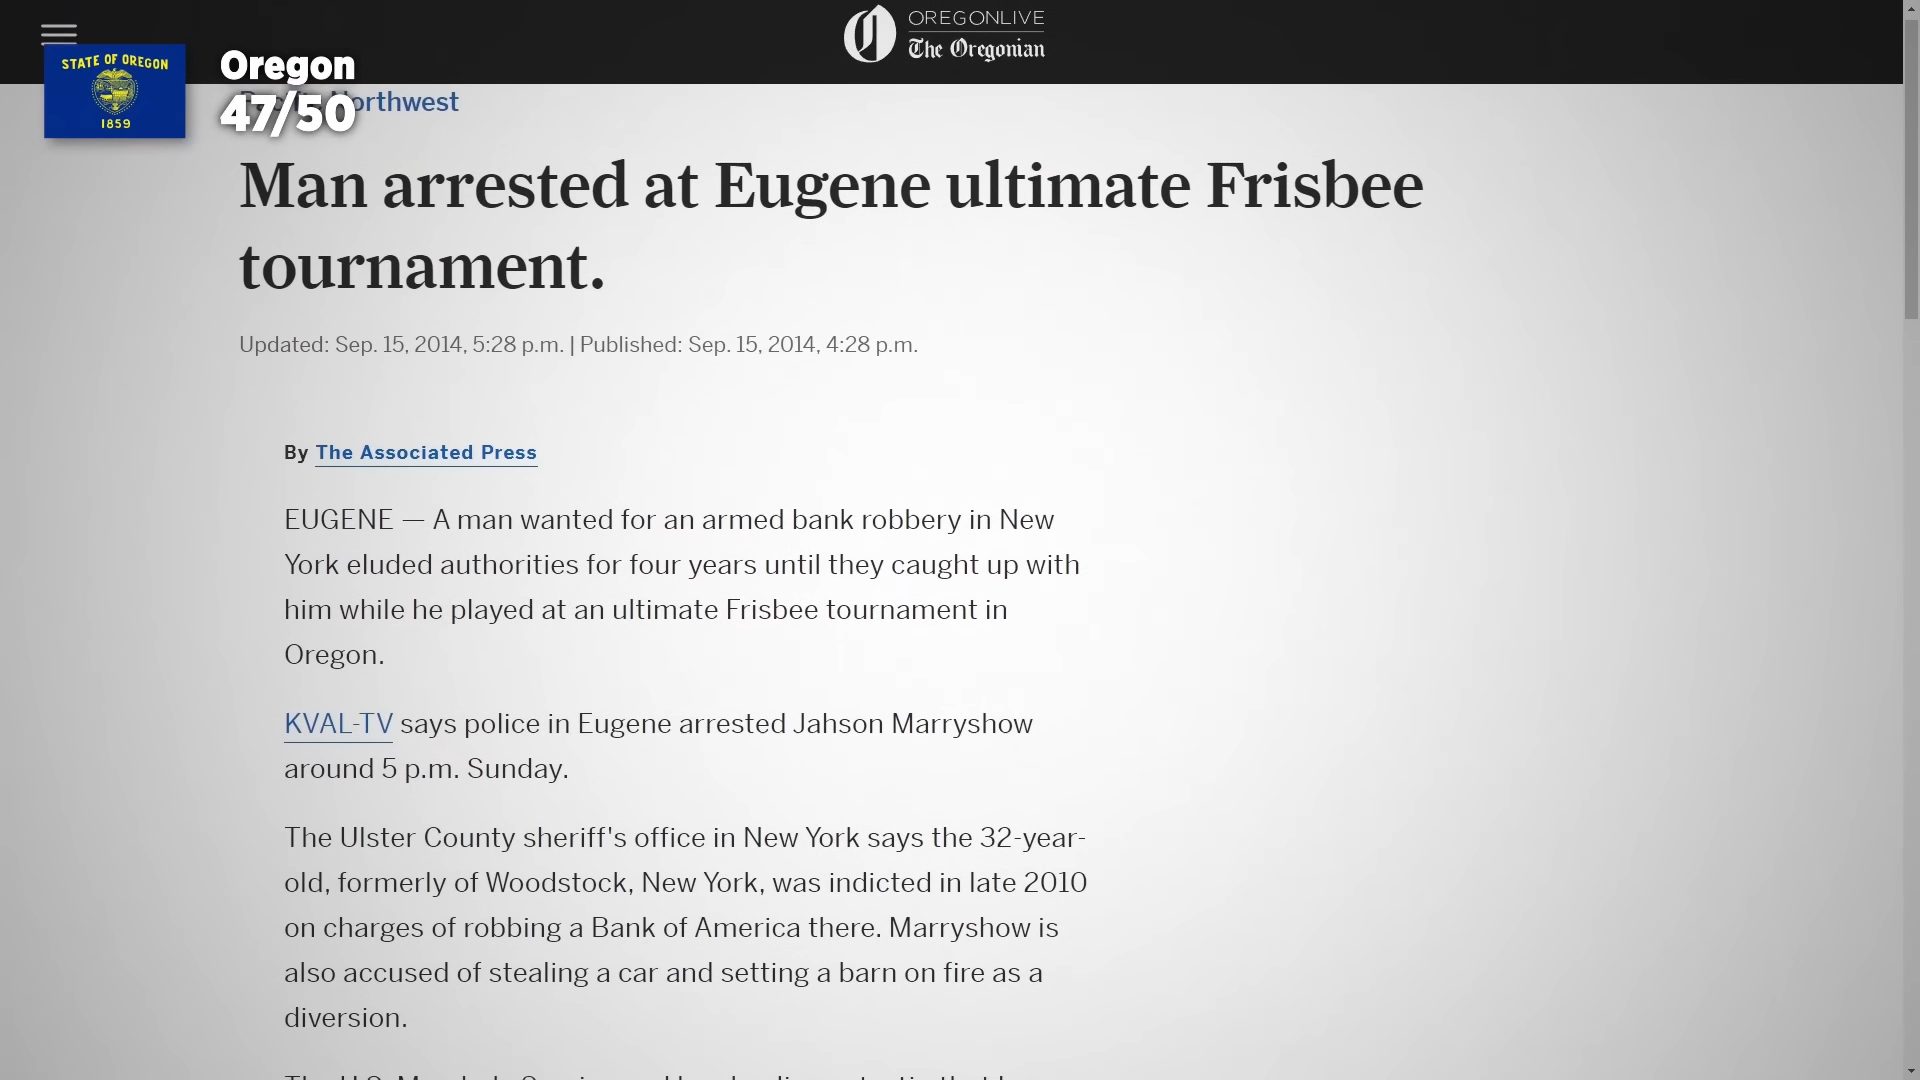 OREGONLIVE
The Oregonian
STATE OF OREGON
1859
Oregon
47/50
Northwest
Man arrested at Eugene ultimate Frisbee
tournament.
Updated: Sep. 15, 2014, 5:28 p.m. | Published: Sep. 15, 2014, 4:28 p.m.
By The Associated Press
EUGENE — A man wanted for an armed bank robbery in New
York eluded authorities for four years until they caught up with
him while he played at an ultimate Frisbee tournament in
Oregon.
KVAL-TV says police in Eugene arrested Jahson Marryshow
around 5 p.m. Sunday.
The Ulster County sheriff's office in New York says the 32-year-
old, formerly of Woodstock, New York, was indicted in late 2010
on charges of robbing a Bank of America there. Marryshow is
also accused of stealing a car and setting a barn on fire as a
diversion.